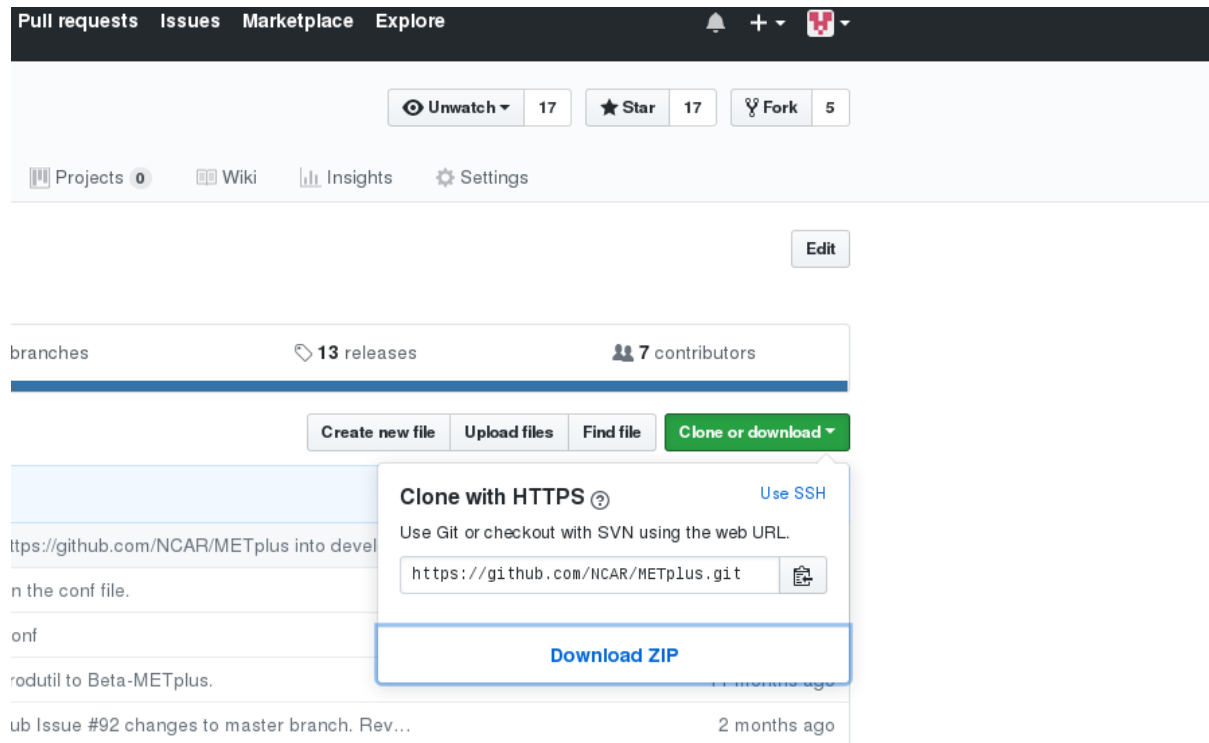 Pull requests Issues Marketplace Explore
Unwatch 17 Star 17 Fork 5
Projects 0 Wiki Insights Settings
Edit
branches 13 releases 7 contributors
Create new file Upload files Find file Clone or download
Clone with HTTPS Use SSH
Use Git or checkout with SVN using the web URL.
ttps://github.com/NCAR/METplus into devel
https://github.com/NCAR/METplus.git
n the conf file.
onf
Download ZIP
rodutil to Beta-METplus. 11 months ago
ub Issue #92 changes to master branch. Rev... 2 months ago